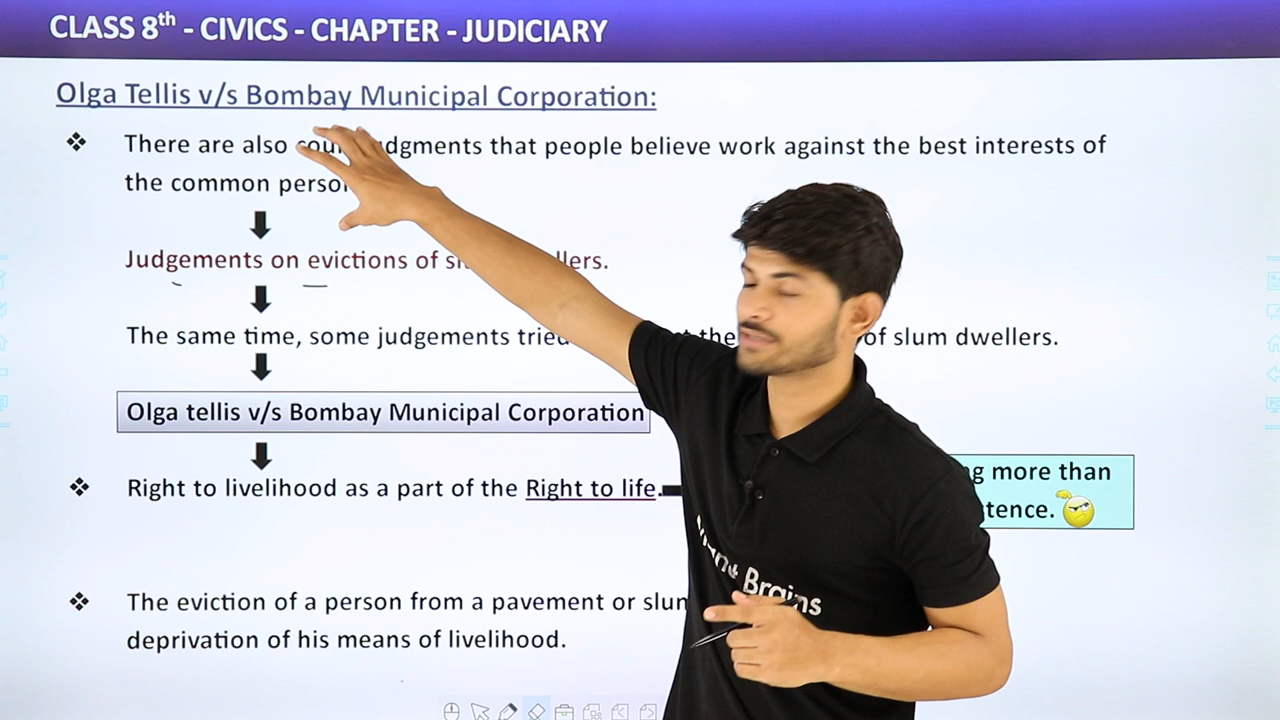 CLASS 8th - CIVICS - CHAPTER - JUDICIARY
Olga Tellis v/s Bombay Municipal Corporation:
❖ There are also judgments that people believe work against the best interests of
the common
Judgements on evictions of
The same time, some judgements tried the of slum dwellers.
Olga tellis v/s Bombay Municipal Corporation
❖ Right to livelihood as a part of the Right to life.
more than
❖ The eviction of a person from a pavement or
deprivation of his means of livelihood.
Brains